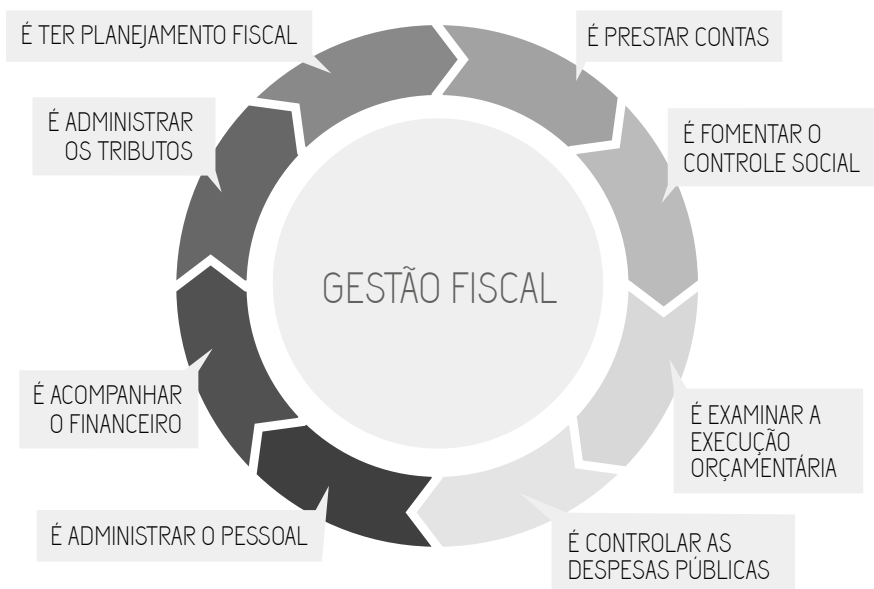 É TER PLANEJAMENTO FISCAL
É PRESTAR CONTAS
É ADMINISTRAR
OS TRIBUTOS
É FOMENTAR O
CONTROLE SOCIAL
GESTÃO FISCAL
É ACOMPANHAR
O FINANCEIRO
É EXAMINAR A
EXECUÇÃO
ORÇAMENTÁRIA
É ADMINISTRAR O PESSOAL
É CONTROLAR AS
DESPESAS PÚBLICAS